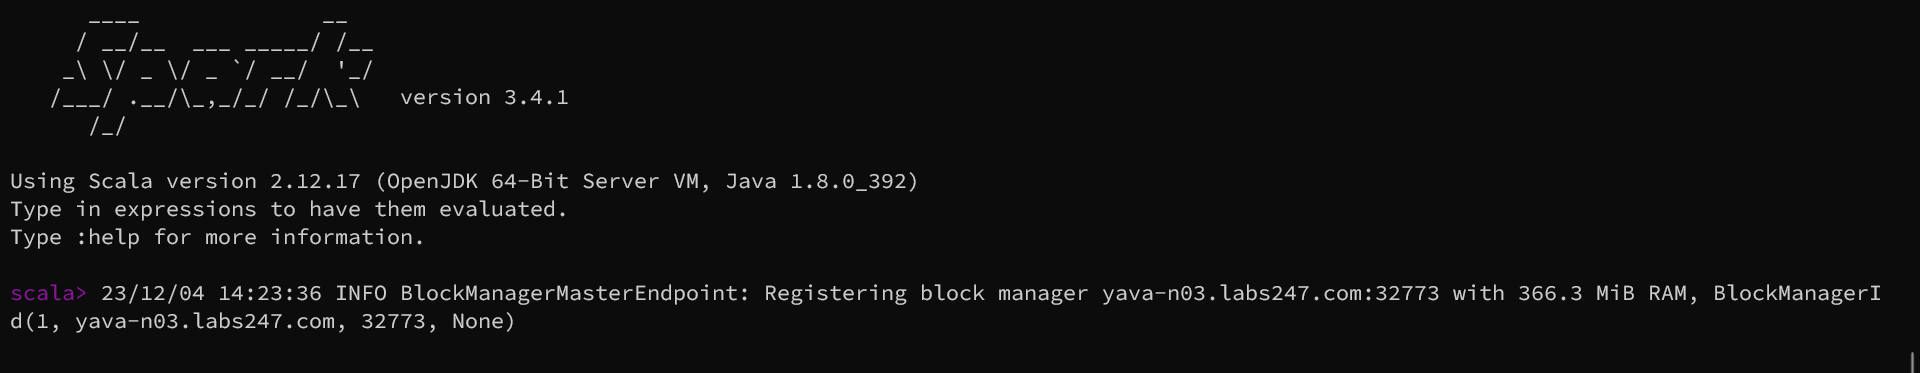 ____              __
     / __/__  ___ _____/ /__
    _\ \/ _ \/ _ `/ __/  '_/
   /___/ .__/\_,_/_/ /_/\_\   version 3.4.1
      /_/
Using Scala version 2.12.17 (OpenJDK 64-Bit Server VM, Java 1.8.0_392)
Type in expressions to have them evaluated.
Type :help for more information.
scala> 23/12/04 14:23:36 INFO BlockManagerMasterEndpoint: Registering block manager yava-n03.labs247.com:32773 with 366.3 MiB RAM, BlockManagerI
d(1, yava-n03.labs247.com, 32773, None)